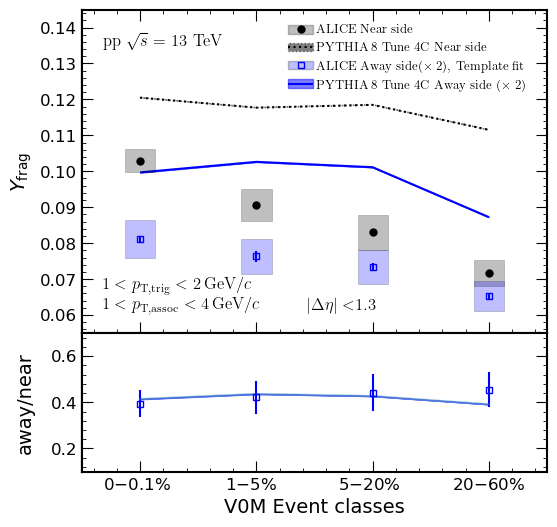 0.14
0.13
0.12
0.11
0.10
0.09
0.08
0.07
0.06
Y_frag
pp √s = 13 TeV
ALICE Near side
PYTHIA 8 Tune 4C Near side
ALICE Away side(× 2), Template fit
PYTHIA 8 Tune 4C Away side (× 2)
1 < p_T,trig < 2 GeV/c
1 < p_T,assoc < 4 GeV/c |Δη| <1.3
0.6
0.4
0.2
away/near
0−0.1% 1−5% 5−20% 20−60%
V0M Event classes